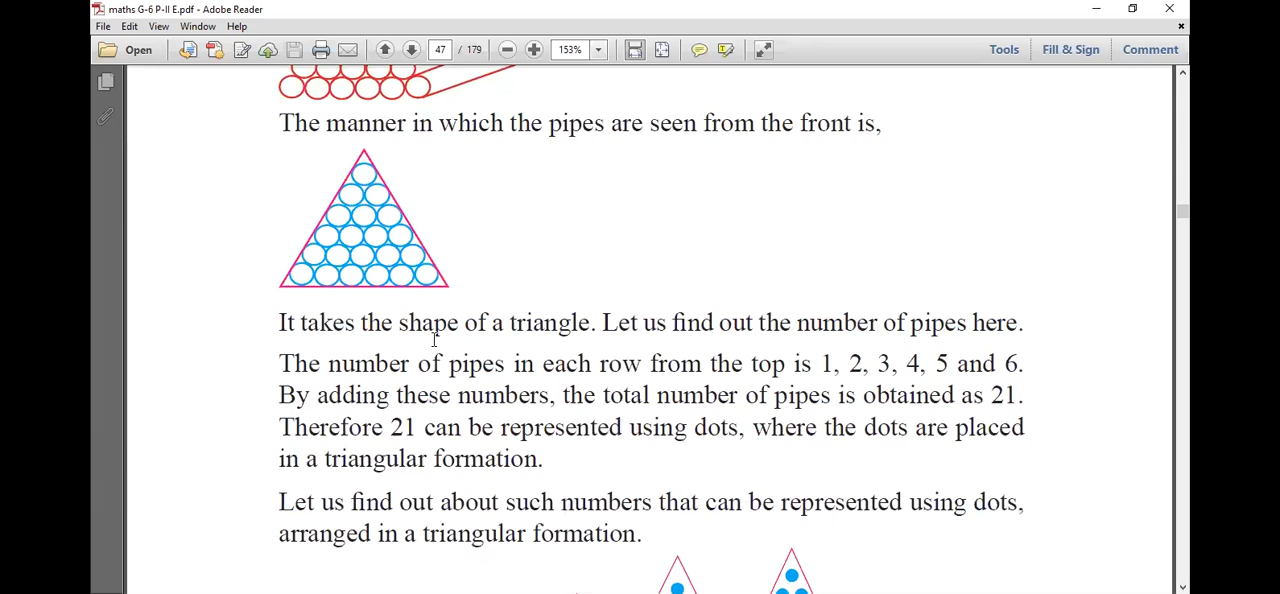 maths G-6 P-II E.pdf - Adobe Reader
File Edit View Window Help
Open 47 / 179 153% Tools Fill & Sign Comment
The manner in which the pipes are seen from the front is,
It takes the shape of a triangle. Let us find out the number of pipes here.
The number of pipes in each row from the top is 1, 2, 3, 4, 5 and 6.
By adding these numbers, the total number of pipes is obtained as 21.
Therefore 21 can be represented using dots, where the dots are placed
in a triangular formation.
Let us find out about such numbers that can be represented using dots,
arranged in a triangular formation.